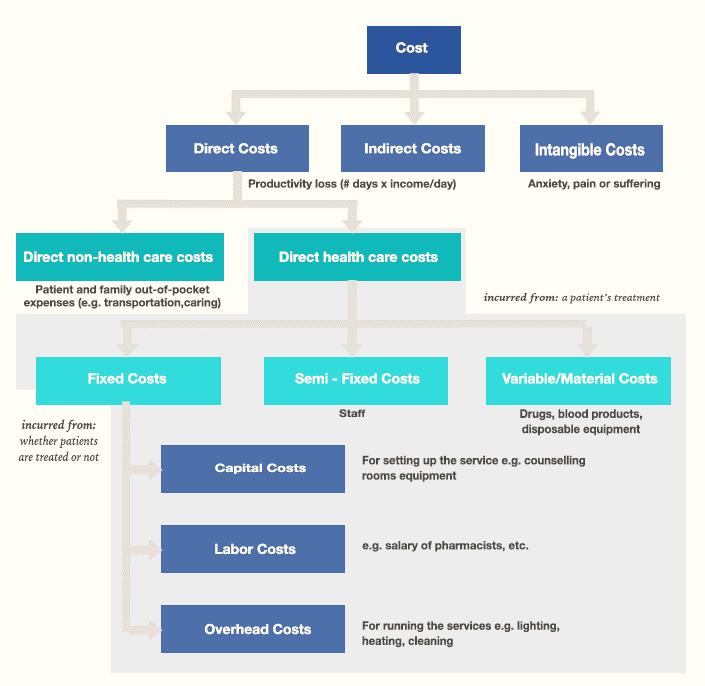 Cost
Direct Costs
Indirect Costs
Intangible Costs
Productivity loss (# days x income/day)
Anxiety, pain or suffering
Direct non-health care costs
Direct health care costs
Patient and family out-of-pocket
expenses (e.g. transportation,caring)
incurred from: a patient's treatment
Fixed Costs
Semi - Fixed Costs
Variable/Material Costs
Staff
Drugs, blood products,
disposable equipment
incurred from:
whether patients
are treated or not
Capital Costs
For setting up the service e.g. counselling
rooms equipment
Labor Costs
e.g. salary of pharmacists, etc.
Overhead Costs
For running the services e.g. lighting,
heating, cleaning